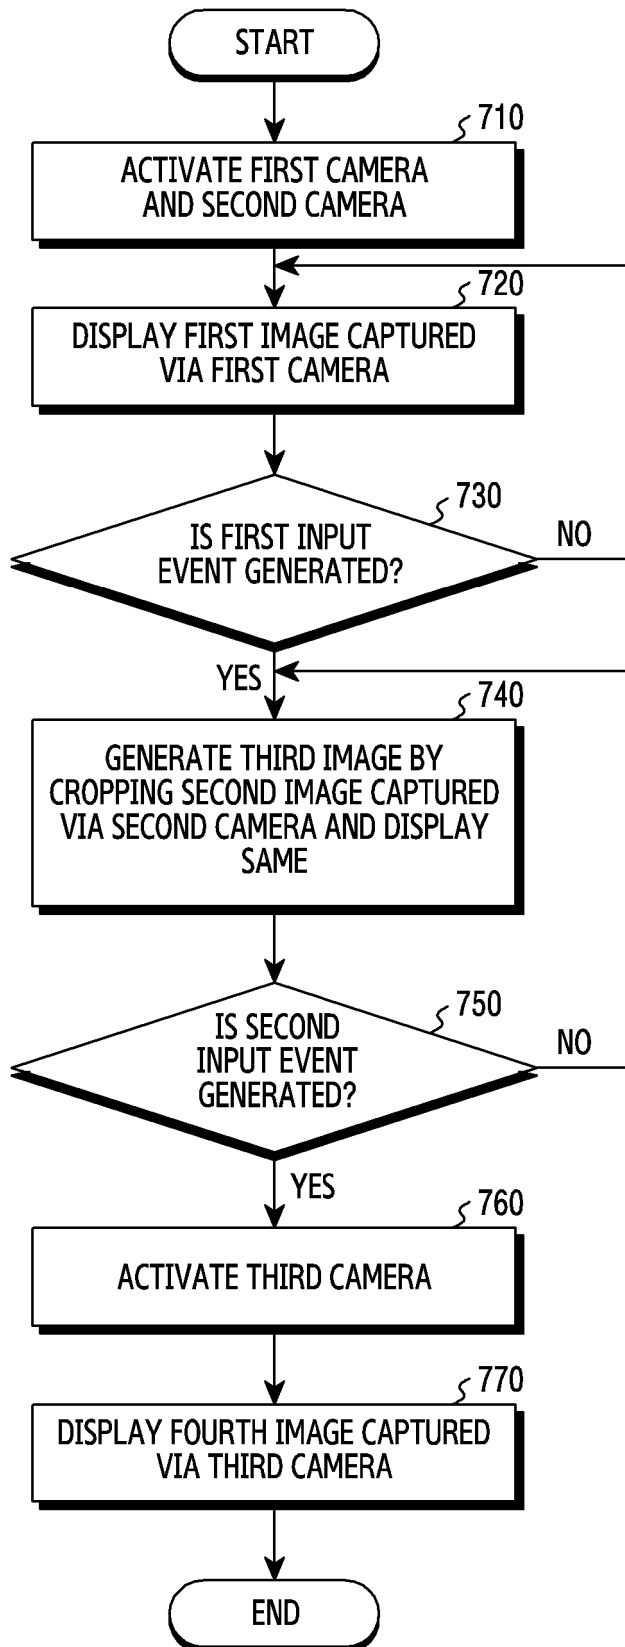 START
710
ACTIVATE FIRST CAMERA
AND SECOND CAMERA
720
DISPLAY FIRST IMAGE CAPTURED
VIA FIRST CAMERA
730
IS FIRST INPUT
EVENT GENERATED?
NO
YES
740
GENERATE THIRD IMAGE BY
CROPPING SECOND IMAGE CAPTURED
VIA SECOND CAMERA AND DISPLAY
SAME
750
IS SECOND
INPUT EVENT
GENERATED?
NO
YES
760
ACTIVATE THIRD CAMERA
770
DISPLAY FOURTH IMAGE CAPTURED
VIA THIRD CAMERA
END